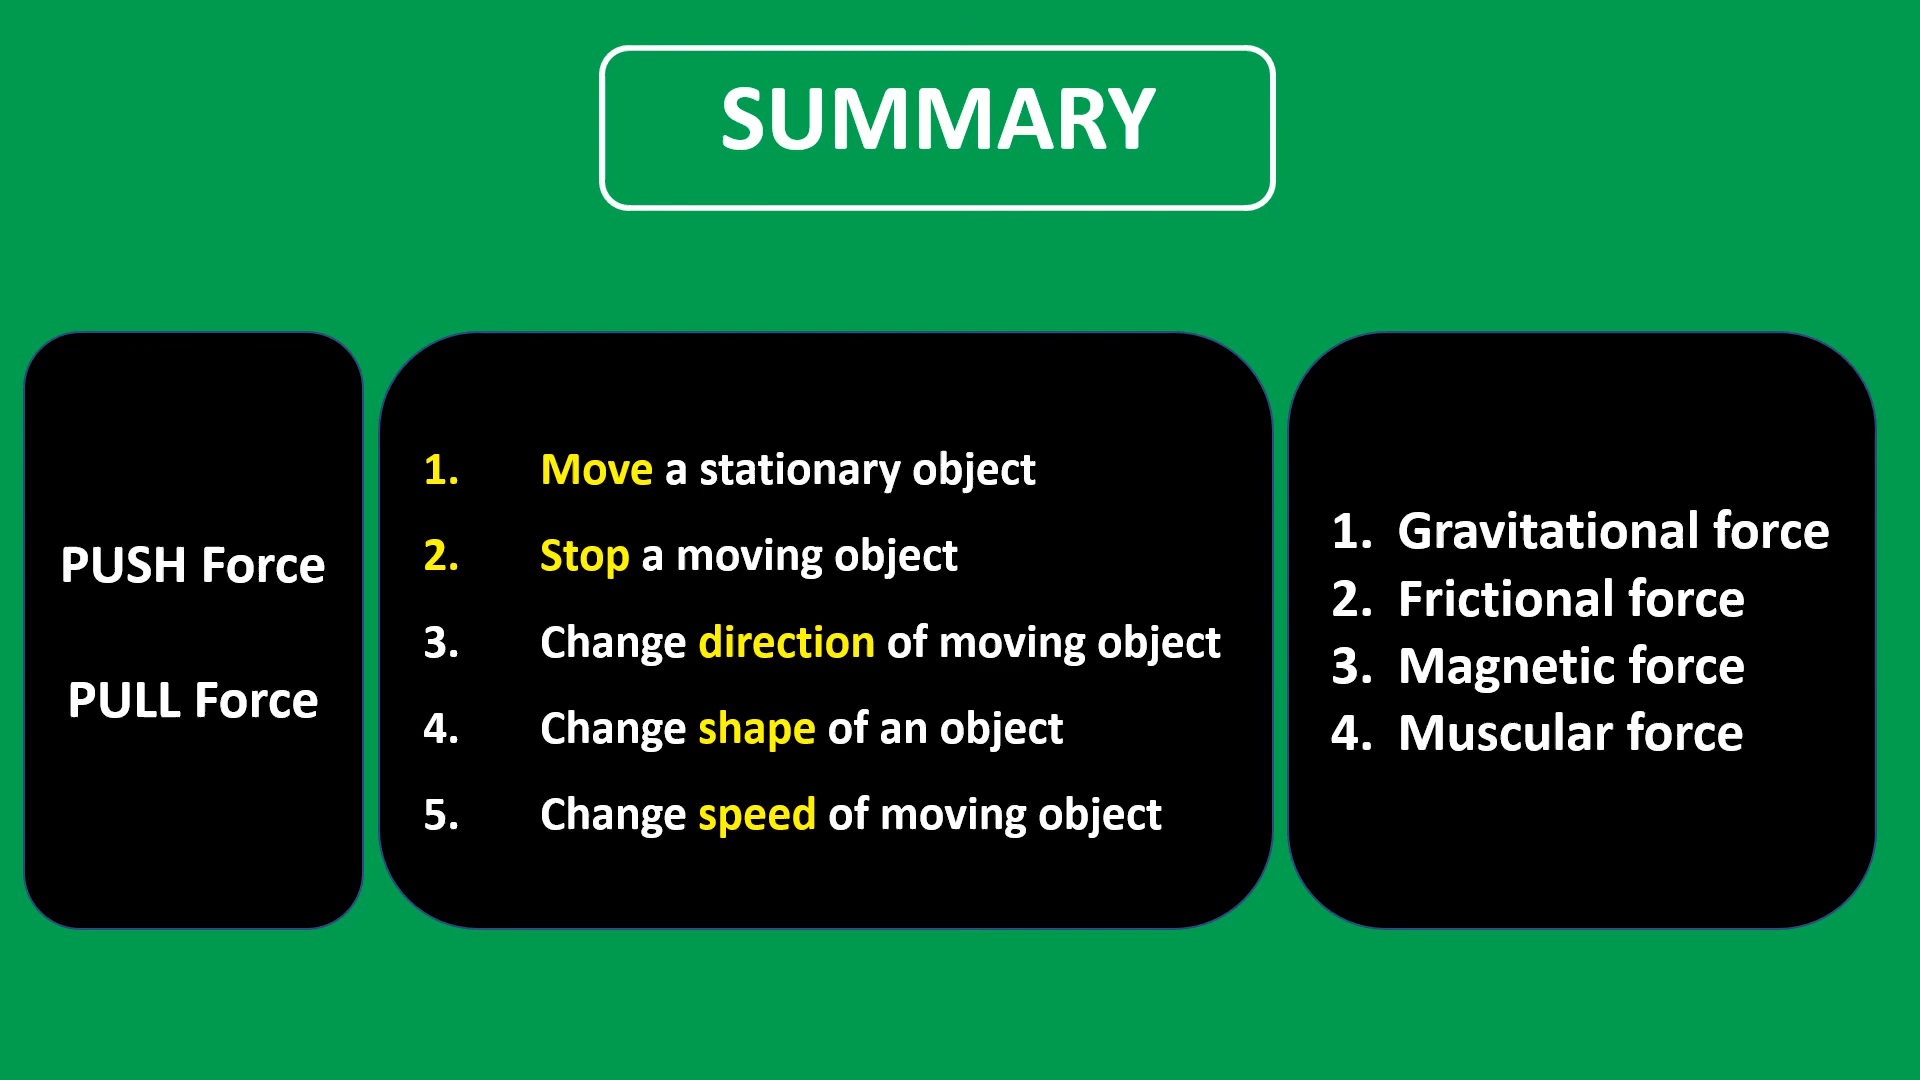 SUMMARY
PUSH Force
PULL Force
1. Move a stationary object
2. Stop a moving object
3. Change direction of moving object
4. Change shape of an object
5. Change speed of moving object
1. Gravitational force
2. Frictional force
3. Magnetic force
4. Muscular force